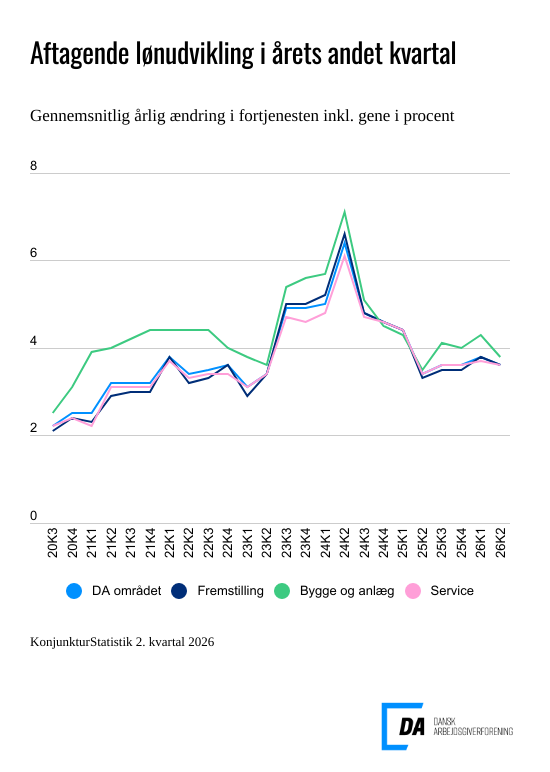 Aftagende lønudvikling i årets andet kvartal
Gennemsnitlig årlig ændring i fortjenesten inkl. gene i procent
8
6
4
2
0
20K3 20K4 21K1 21K2 21K3 21K4 22K1 22K2 22K3 22K4 23K1 23K2 23K3 23K4 24K1 24K2 24K3 24K4 25K1 25K2 25K3 25K4 26K1 26K2
DA området Fremstilling Bygge og anlæg Service
KonjunkturStatistik 2. kvartal 2026
DA DANSK
ARBEJDSGIVERFORENING